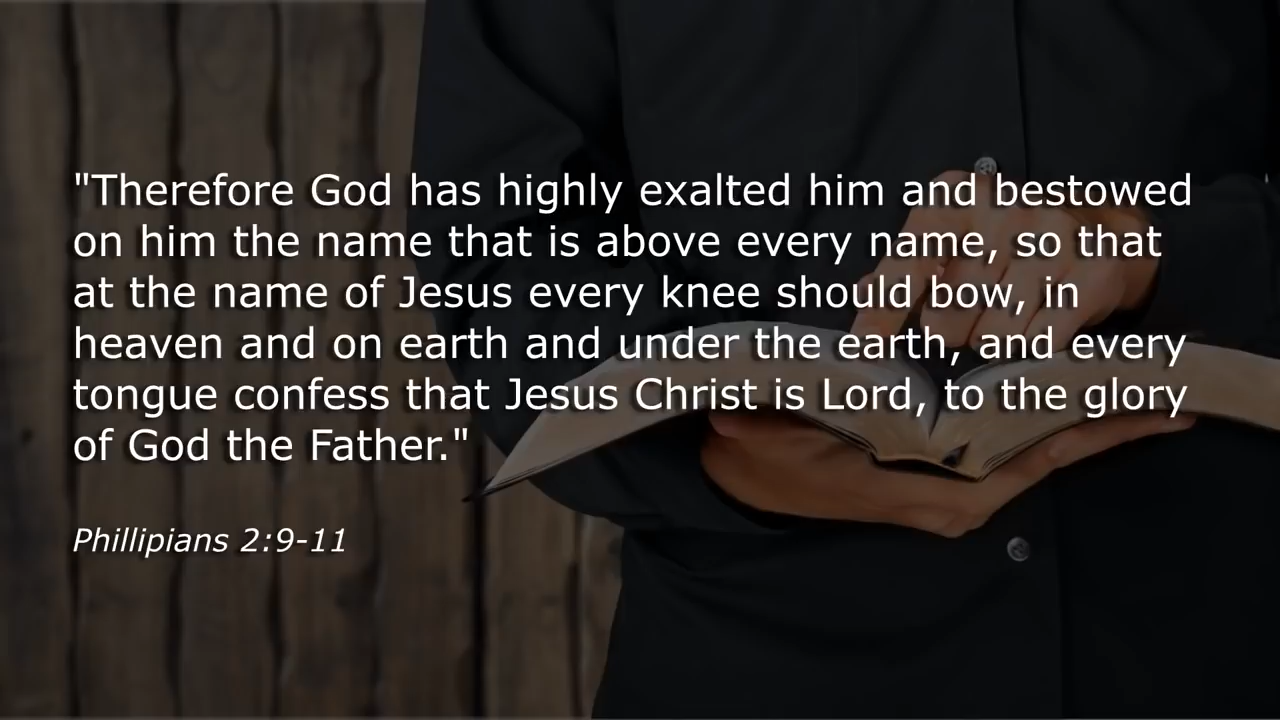 "Therefore God has highly exalted him and bestowed
on him the name that is above every name, so that
at the name of Jesus every knee should bow, in
heaven and on earth and under the earth, and every
tongue confess that Jesus Christ is Lord, to the glory
of God the Father."
Phillipians 2:9-11